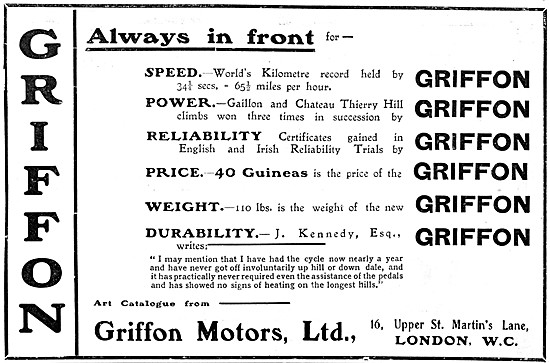 GRIFFON
Always in front for—
SPEED.—World's Kilometre record held by GRIFFON
34⅕ secs. - 65½ miles per hour.
POWER.—Gaillon and Chateau Thierry Hill GRIFFON
climbs won three times in succession by
RELIABILITY Certificates gained in GRIFFON
English and Irish Reliability Trials by
PRICE.—40 Guineas is the price of the GRIFFON
WEIGHT.—110 lbs. is the weight of the new GRIFFON
DURABILITY.—J. Kennedy, Esq., GRIFFON
writes:
" I may mention that I have had the cycle now nearly a year
and have never got off involuntarily up hill or down dale, and
it has practically never required even the assistance of the pedals
and has showed no signs of heating on the longest hills."
Art Catalogue from
Griffon Motors, Ltd., 16, Upper St. Martin's Lane,
LONDON. W.C.